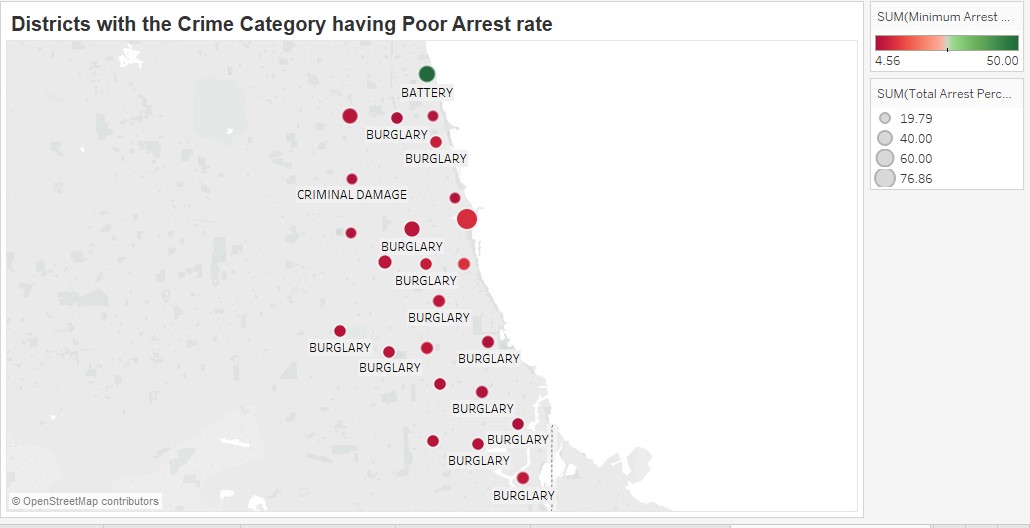 Districts with the Crime Category having Poor Arrest rate
SUM(Minimum Arrest ...
4.56 50.00
SUM(Total Arrest Perc...
19.79
40.00
60.00
76.86
BATTERY
BURGLARY
BURGLARY
CRIMINAL DAMAGE
BURGLARY
BURGLARY
BURGLARY
BURGLARY
BURGLARY
BURGLARY
BURGLARY
BURGLARY
BURGLARY
BURGLARY
© OpenStreetMap contributors